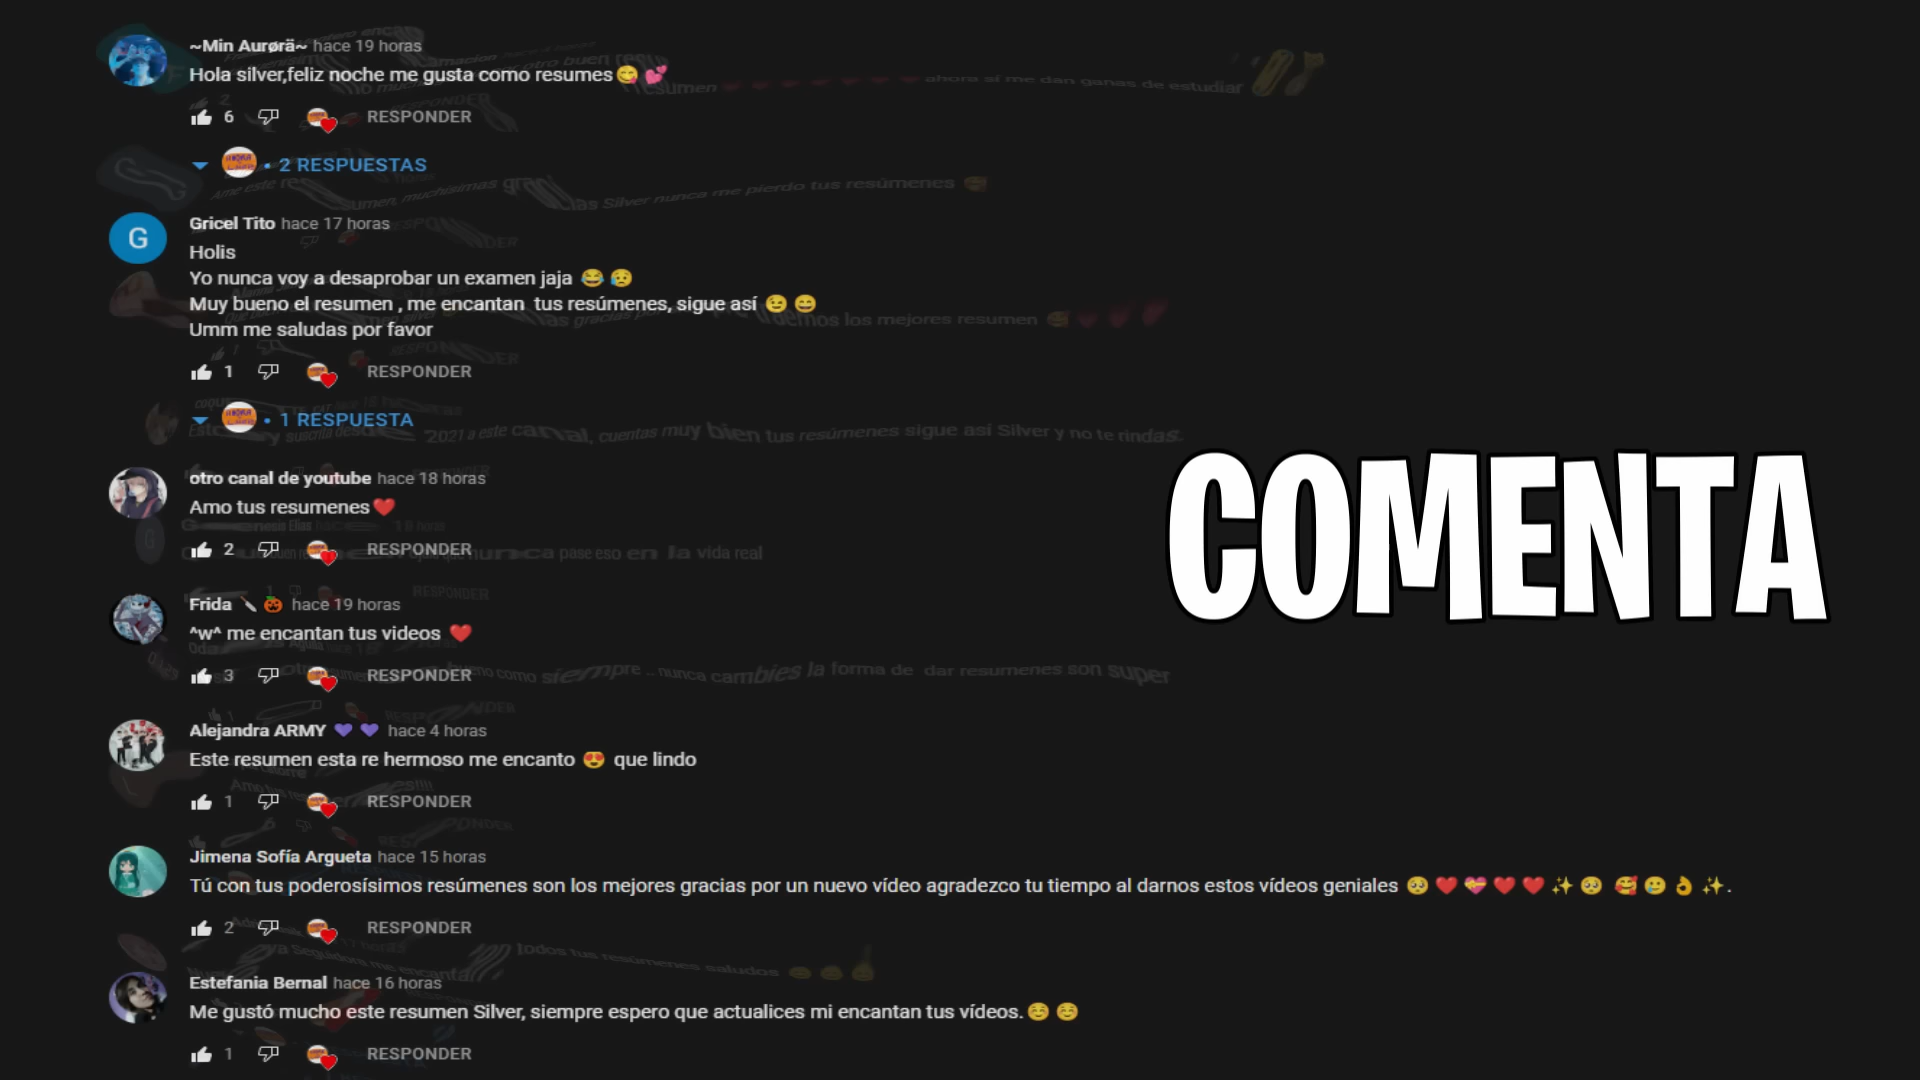 ~Min Aurørä~ hace 19 horas
Hola silver,feliz noche me gusta como resumes😋 💕
6 RESPONDER
2 RESPUESTAS
G
Gricel Tito hace 17 horas
Holis
Yo nunca voy a desaprobar un examen jaja 😂 😥
Muy bueno el resumen , me encantan tus resúmenes, sigue así 😉 😄
Umm me saludas por favor
1 RESPONDER
1 RESPUESTA
otro canal de youtube hace 18 horas
Amo tus resumenes❤️
2 RESPONDER
COMENTA
Frida 🔪 🎃 hace 19 horas
^w^ me encantan tus videos ❤️
3 RESPONDER
Alejandra ARMY 💜 💜 hace 4 horas
Este resumen esta re hermoso me encanto 😍 que lindo
1 RESPONDER
Jimena Sofía Argueta hace 15 horas
Tú con tus poderosísimos resúmenes son los mejores gracias por un nuevo vídeo agradezco tu tiempo al darnos estos vídeos geniales 🥺 ❤️ 💝 ❤️ ❤️ ✨ 🥺 🥰 🥲 👌 ✨.
2 RESPONDER
Estefania Bernal hace 16 horas
Me gustó mucho este resumen Silver, siempre espero que actualices mi encantan tus vídeos.☺️ ☺️
1 RESPONDER